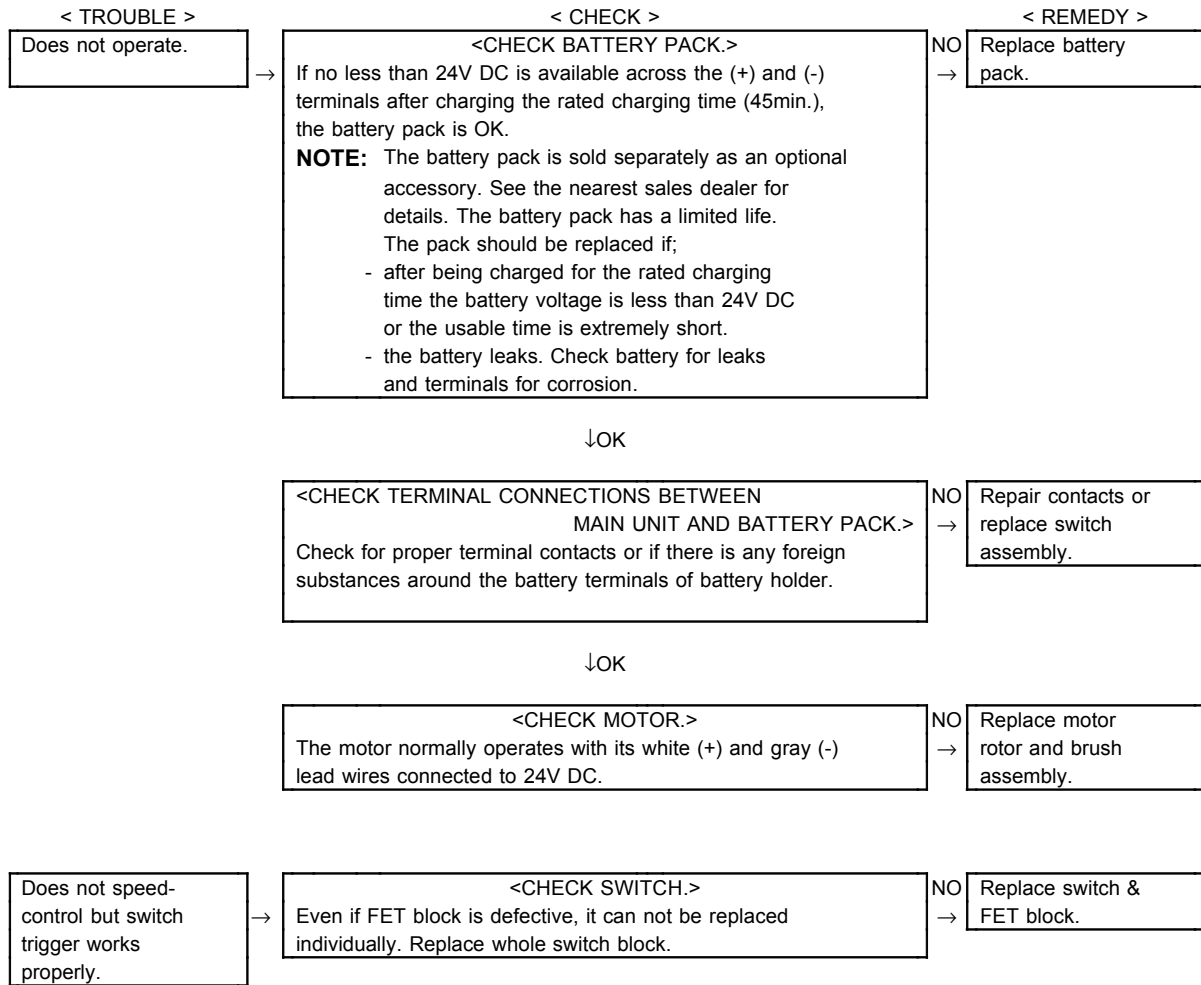 < TROUBLE > < CHECK > < REMEDY >
Does not operate.
→
<CHECK BATTERY PACK.>
If no less than 24V DC is available across the (+) and (-)
terminals after charging the rated charging time (45min.),
the battery pack is OK.
NOTE: The battery pack is sold separately as an optional
accessory. See the nearest sales dealer for
details. The battery pack has a limited life.
The pack should be replaced if;
- after being charged for the rated charging
time the battery voltage is less than 24V DC
or the usable time is extremely short.
- the battery leaks. Check battery for leaks
and terminals for corrosion.
NO
→
Replace battery
pack.
↓OK
<CHECK TERMINAL CONNECTIONS BETWEEN
MAIN UNIT AND BATTERY PACK.>
Check for proper terminal contacts or if there is any foreign
substances around the battery terminals of battery holder.
NO
→
Repair contacts or
replace switch
assembly.
↓OK
<CHECK MOTOR.>
The motor normally operates with its white (+) and gray (-)
lead wires connected to 24V DC.
NO
→
Replace motor
rotor and brush
assembly.
Does not speed-
control but switch
trigger works
properly.
→
<CHECK SWITCH.>
Even if FET block is defective, it can not be replaced
individually. Replace whole switch block.
NO
→
Replace switch &
FET block.